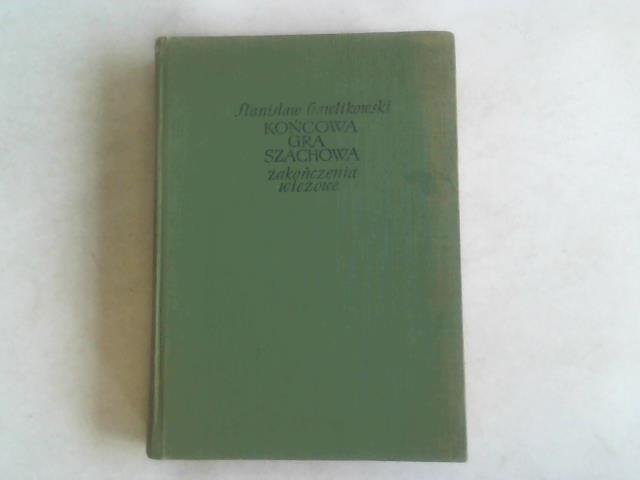 Stanisław Gawlikowski
KOŃCOWA
GRA
SZACHOWA
zakończenia
wieżowe